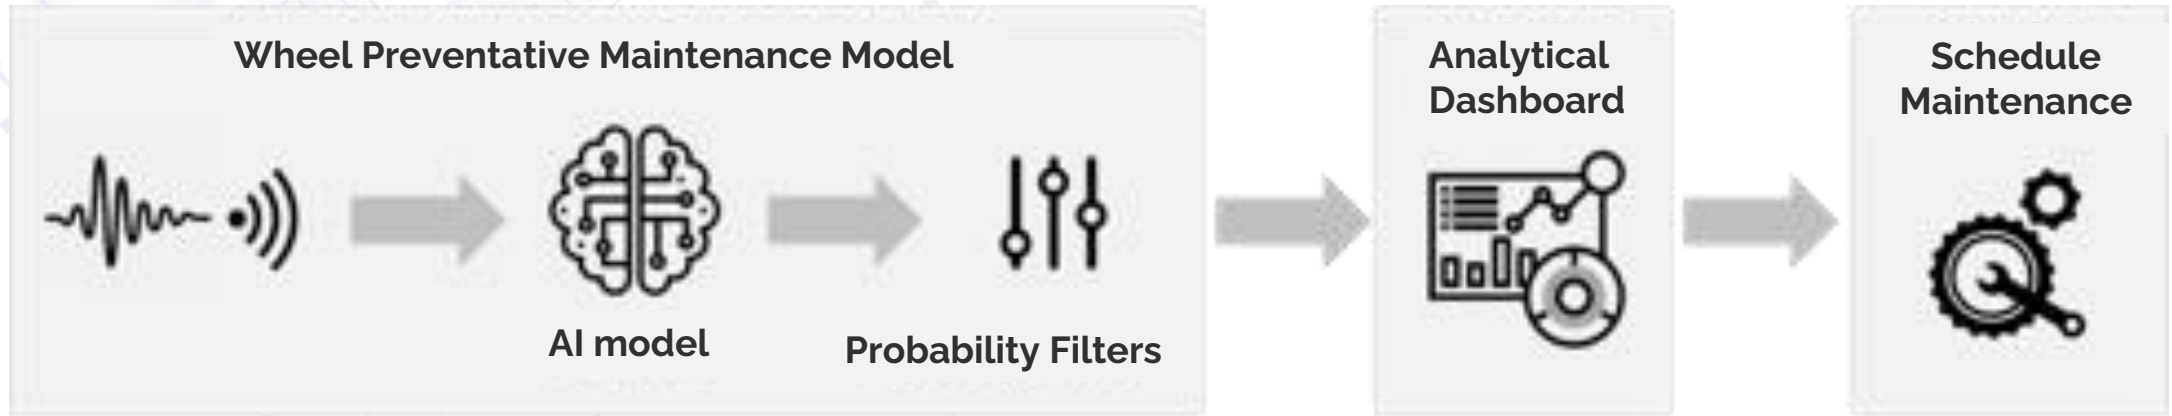 Wheel Preventative Maintenance Model
AI model
Probability Filters
Analytical
Dashboard
Schedule
Maintenance